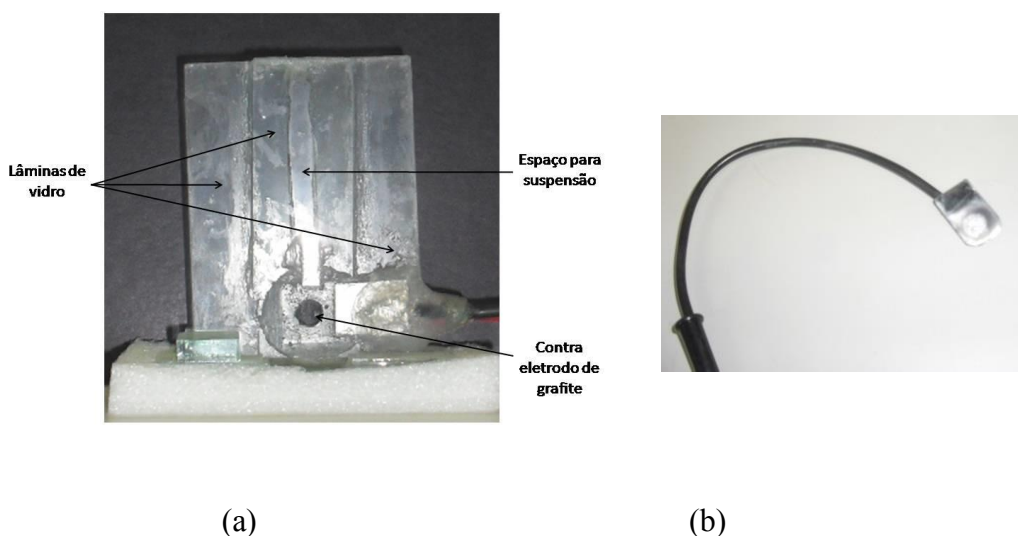 Lâminas de
vidro
Espaço para
suspensão
Contra
eletrodo de
grafite
(a)
(b)